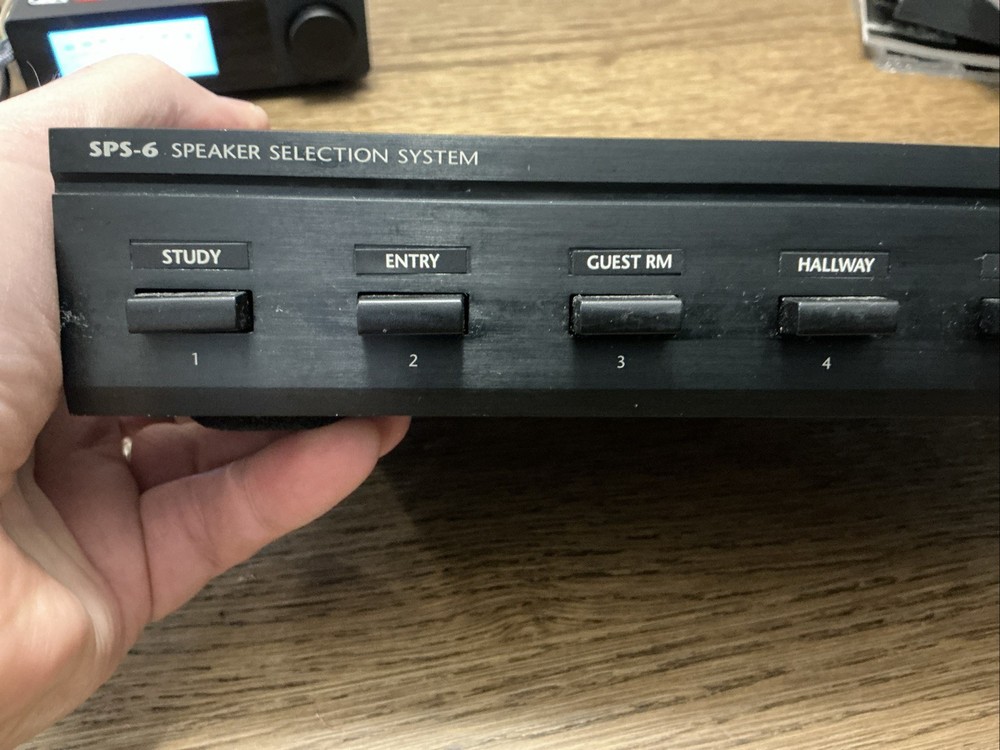 SPS-6 SPEAKER SELECTION SYSTEM
STUDY ENTRY GUEST RM HALLWAY
1 2 3 4